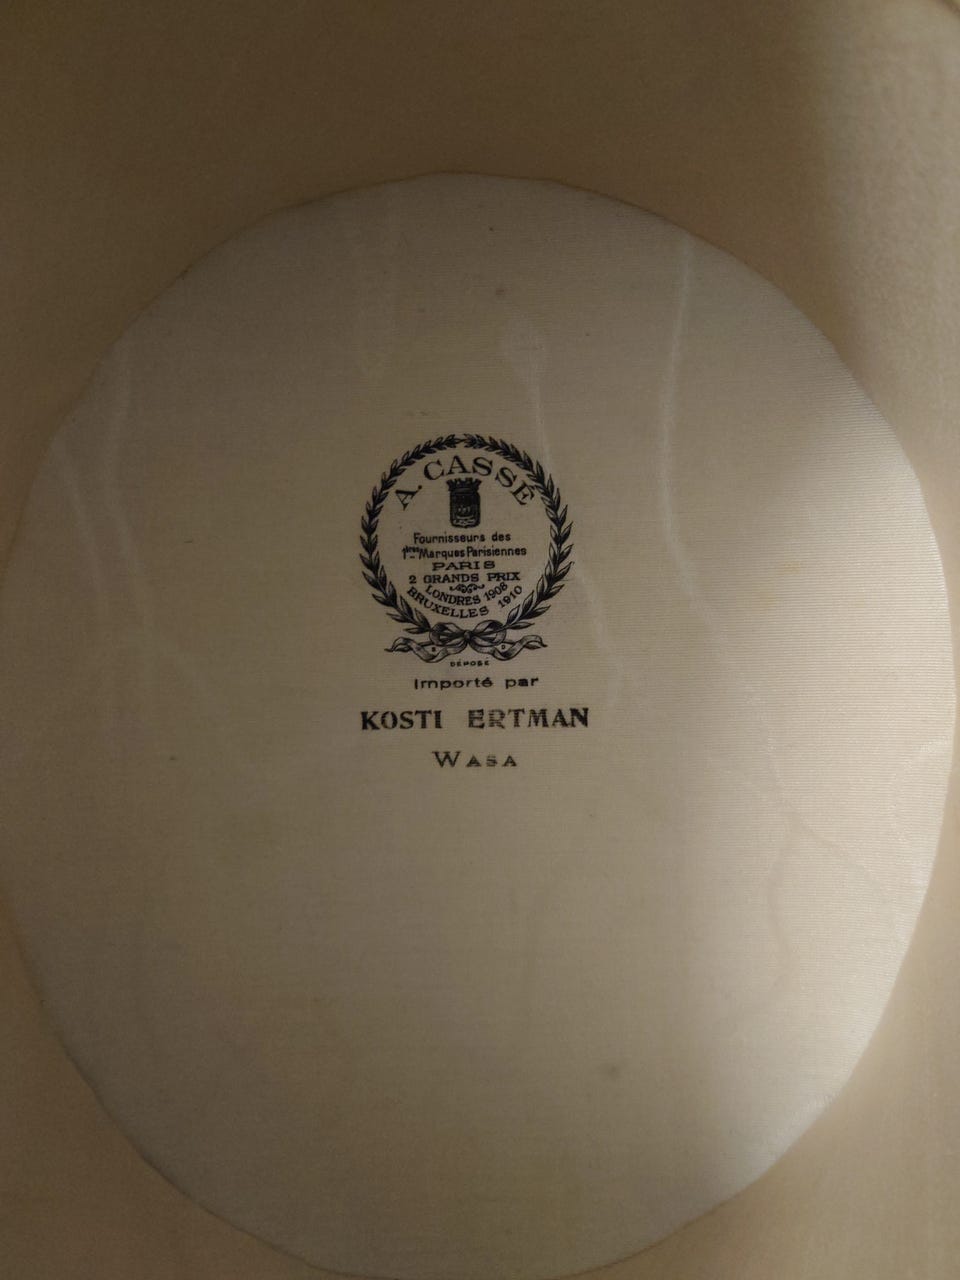 A. CASSÉ
Fournisseurs des
1ères Marques Parisiennes
PARIS
2 GRANDS PRIX
LONDRES 1908
BRUXELLES 1910
DÉPOSÉ
Importé par
KOSTI ERTMAN
WASA